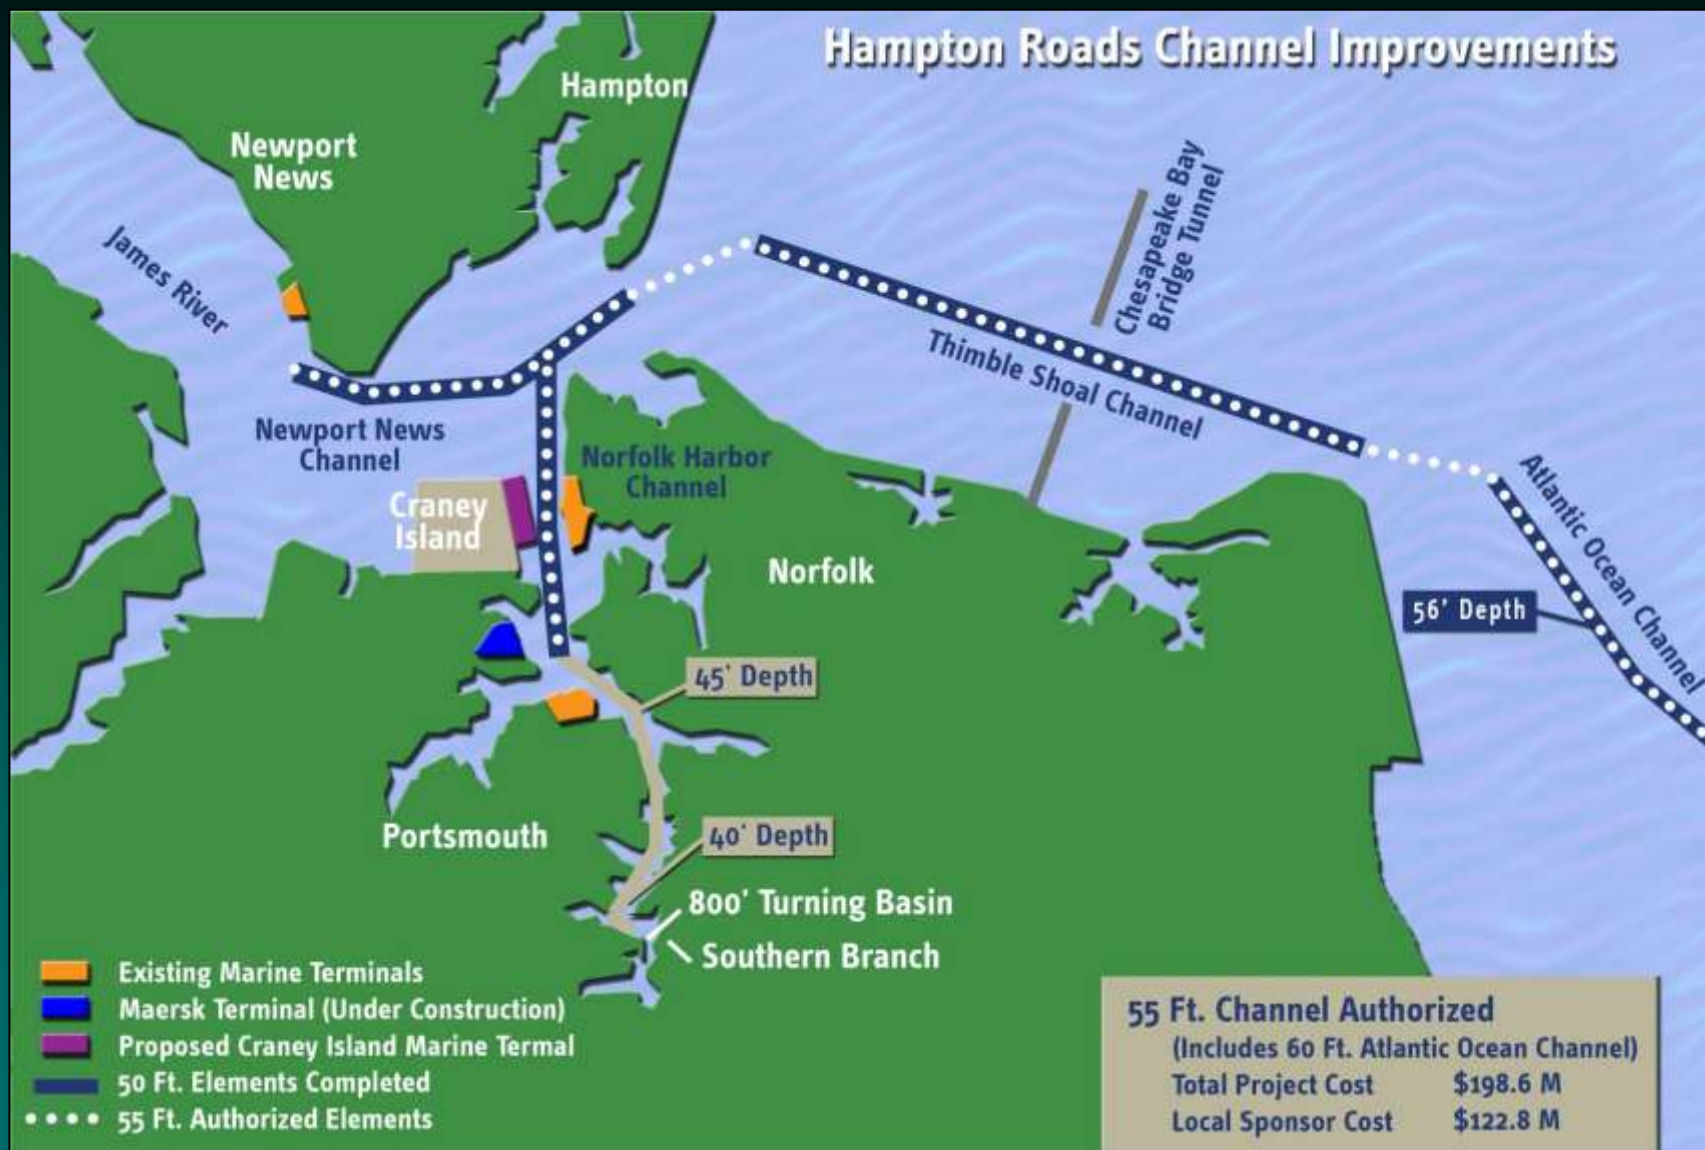 Hampton Roads Channel Improvements
Hampton
Newport
News
James River
Chesapeake Bay
Bridge Tunnel
Thimble Shoal Channel
Newport News
Channel
Norfolk Harbor
Channel
Craney
Island
Atlantic Ocean Channel
Norfolk
56' Depth
45' Depth
Portsmouth
40' Depth
800' Turning Basin
Southern Branch
Existing Marine Terminals
Maersk Terminal (Under Construction)
Proposed Craney Island Marine Termal
50 Ft. Elements Completed
55 Ft. Authorized Elements
55 Ft. Channel Authorized
(Includes 60 Ft. Atlantic Ocean Channel)
Total Project Cost $198.6 M
Local Sponsor Cost $122.8 M